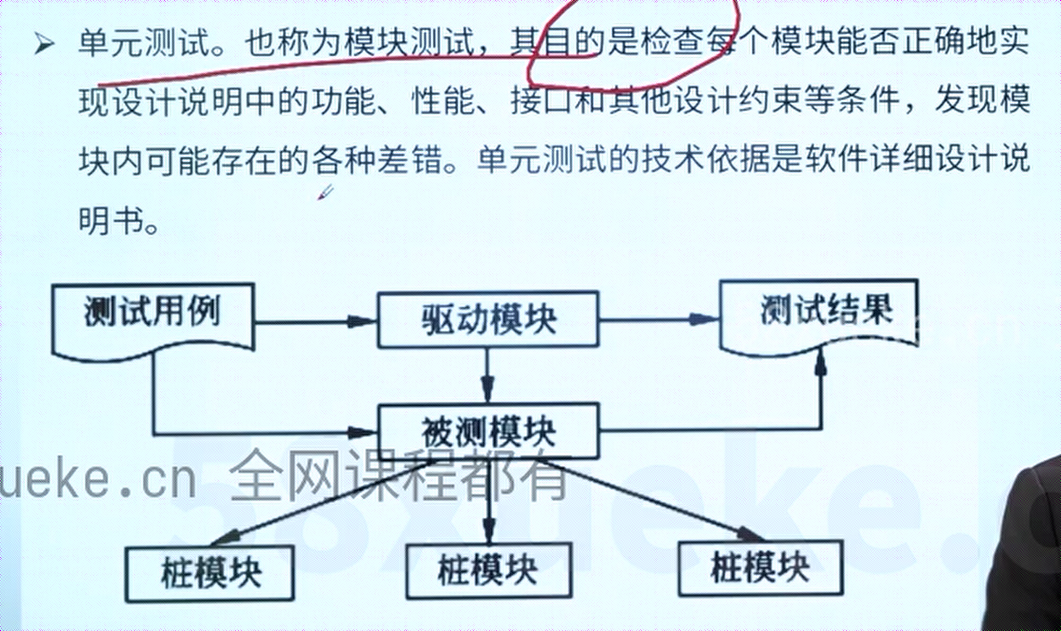 单元测试。也称为模块测试，其目的是检查每个模块能否正确地实
现设计说明中的功能、性能、接口和其他设计约束等条件，发现模
块内可能存在的各种差错。单元测试的技术依据是软件详细设计说
明书。
测试用例
驱动模块
测试结果
被测模块
ueke.cn 全网课程都有
58xueke.c
桩模块
桩模块
桩模块